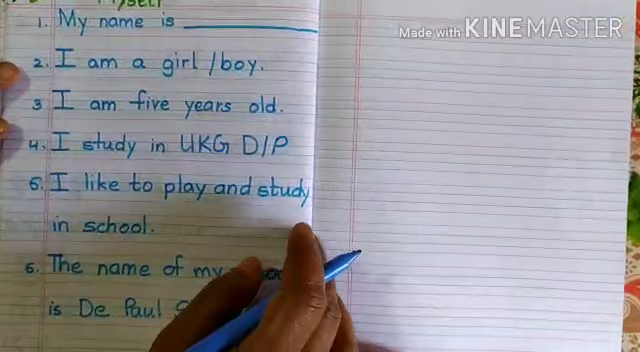 Myself
1. My name is
2. I am a girl/boy.
3 I am five years old.
4. I study in UKG D/P
5. I like to play and study
in school.
6. The name of my
is De Paul
Made with KINEMASTER